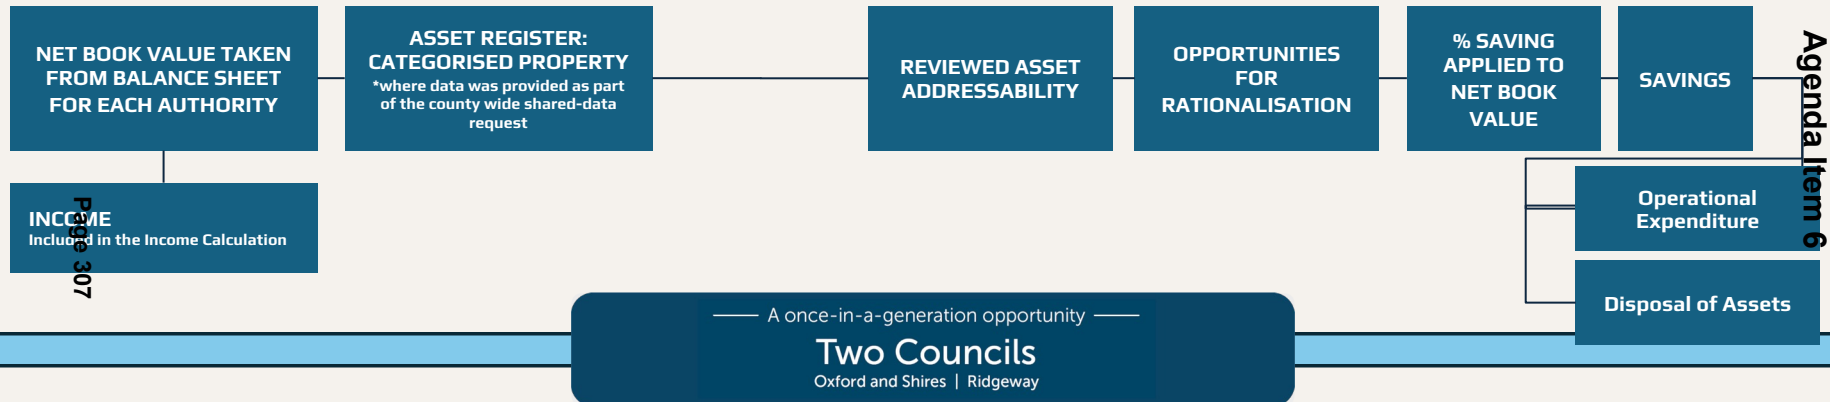 NET BOOK VALUE TAKEN
FROM BALANCE SHEET
FOR EACH AUTHORITY
ASSET REGISTER:
CATEGORISED PROPERTY
*where data was provided as part
of the county wide shared-data
request
REVIEWED ASSET
ADDRESSABILITY
OPPORTUNITIES
FOR
RATIONALISATION
% SAVING
APPLIED TO
NET BOOK
VALUE
SAVINGS
Agenda Item 6
INCOME
Included in the Income Calculation
Page 307
Operational
Expenditure
Disposal of Assets
A once-in-a-generation opportunity
Two Councils
Oxford and Shires | Ridgeway